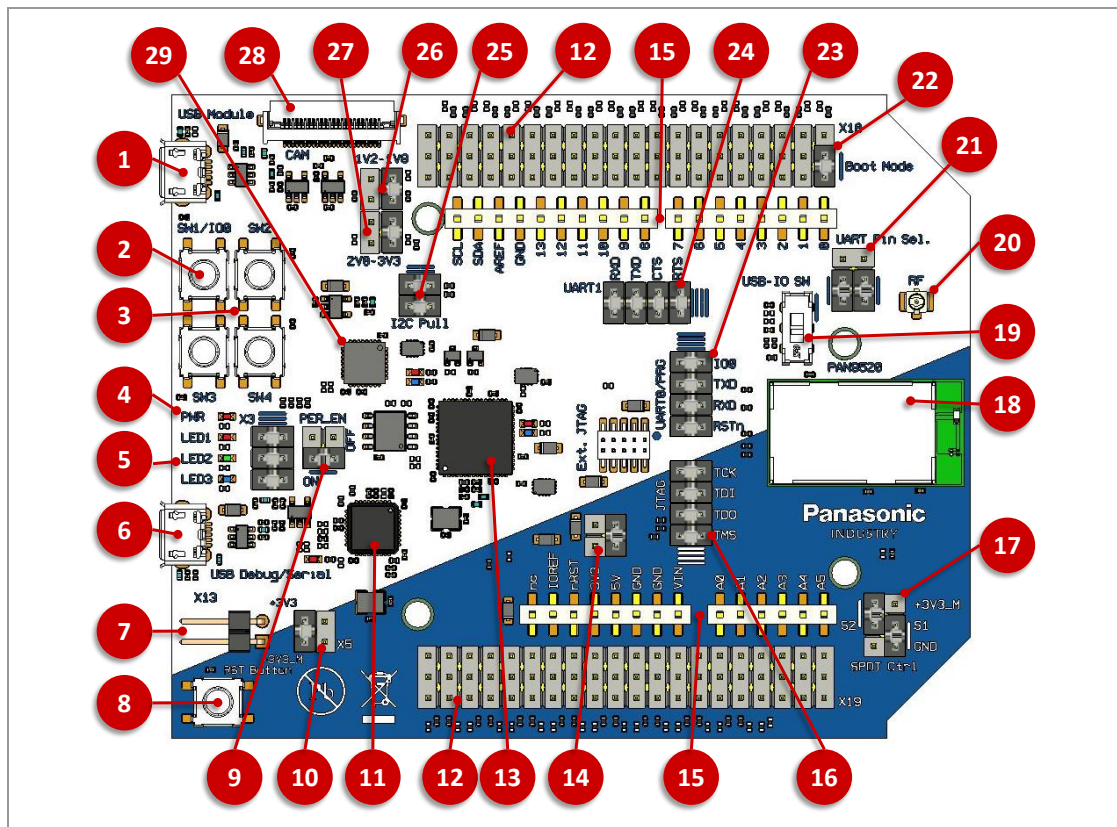 29
28
27
26
25
12
15
24
23
22
21
20
19
18
17
16
15
14
13
12
11
10
9
8
7
6
5
4
3
2
1
USB Module
CAM
1V2-1V8
2V8-3V3
X18
Boot Mode
SW1/IO0
SW2
SW3
SW4
I2C Pull
SCL
SDA
AREF
GND
13
12
11
10
9
8
7
6
5
4
3
2
1
0
UART1
RXD
TXD
CTS
RTS
UART Pin Sel.
USB-IO SW
RF
PAN9520
UART0/PRG
IO0
TXD
RXD
RSTn
PWR
LED1
LED2
LED3
X3
PER_EN
OFF
ON
Ext. JTAG
JTAG
TCK
TDI
TDO
TMS
Panasonic
INDUSTRY
USB Debug/Serial
X13
+3V3
X5
RST Button
nc
IOREF
nRST
3V3
5V
GND
GND
VIN
A0
A1
A2
A3
A4
A5
+3V3_M
S2
S1
GND
SPDT Ctrl
X19